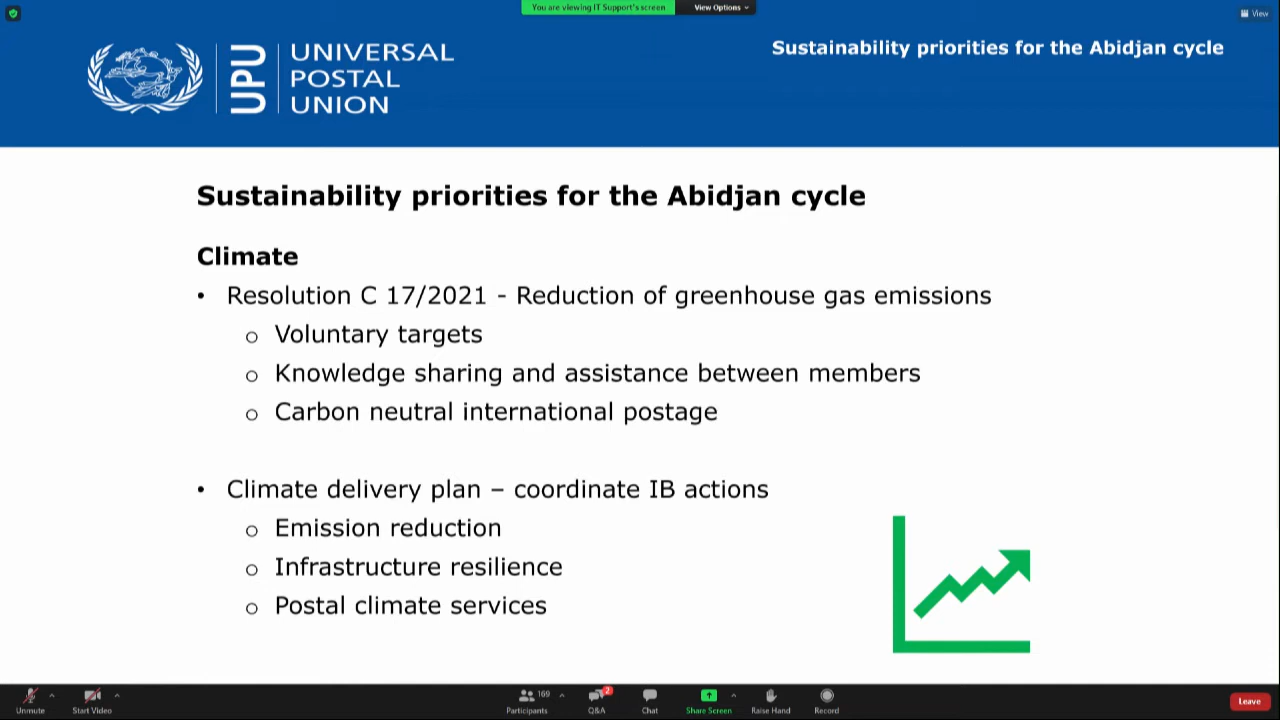 You are viewing IT Support's screen
View Options
View
UPU
UNIVERSAL
POSTAL
UNION
Sustainability priorities for the Abidjan cycle
Sustainability priorities for the Abidjan cycle
Climate
• Resolution C 17/2021 - Reduction of greenhouse gas emissions
o Voluntary targets
o Knowledge sharing and assistance between members
o Carbon neutral international postage
• Climate delivery plan – coordinate IB actions
o Emission reduction
o Infrastructure resilience
o Postal climate services
169
2
Unmute
Start Video
Participants
Q&A
Chat
Share Screen
Raise Hand
Record
Leave